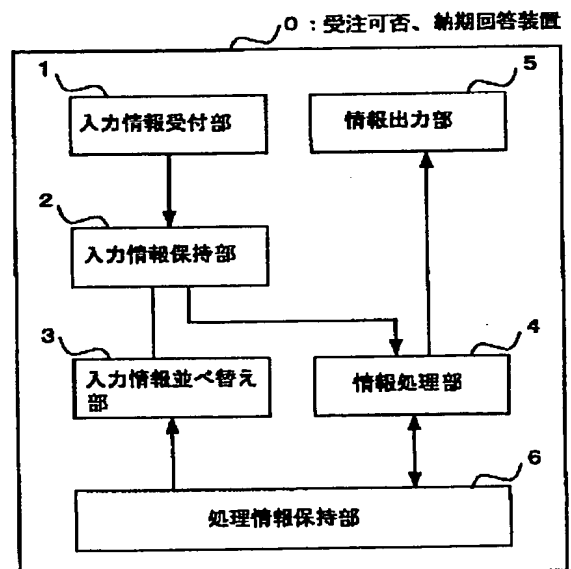 0：受注可否、納期回答装置
1
入力情報受付部
5
情報出力部
2
入力情報保持部
3
入力情報並べ替え
部
4
情報処理部
6
処理情報保持部